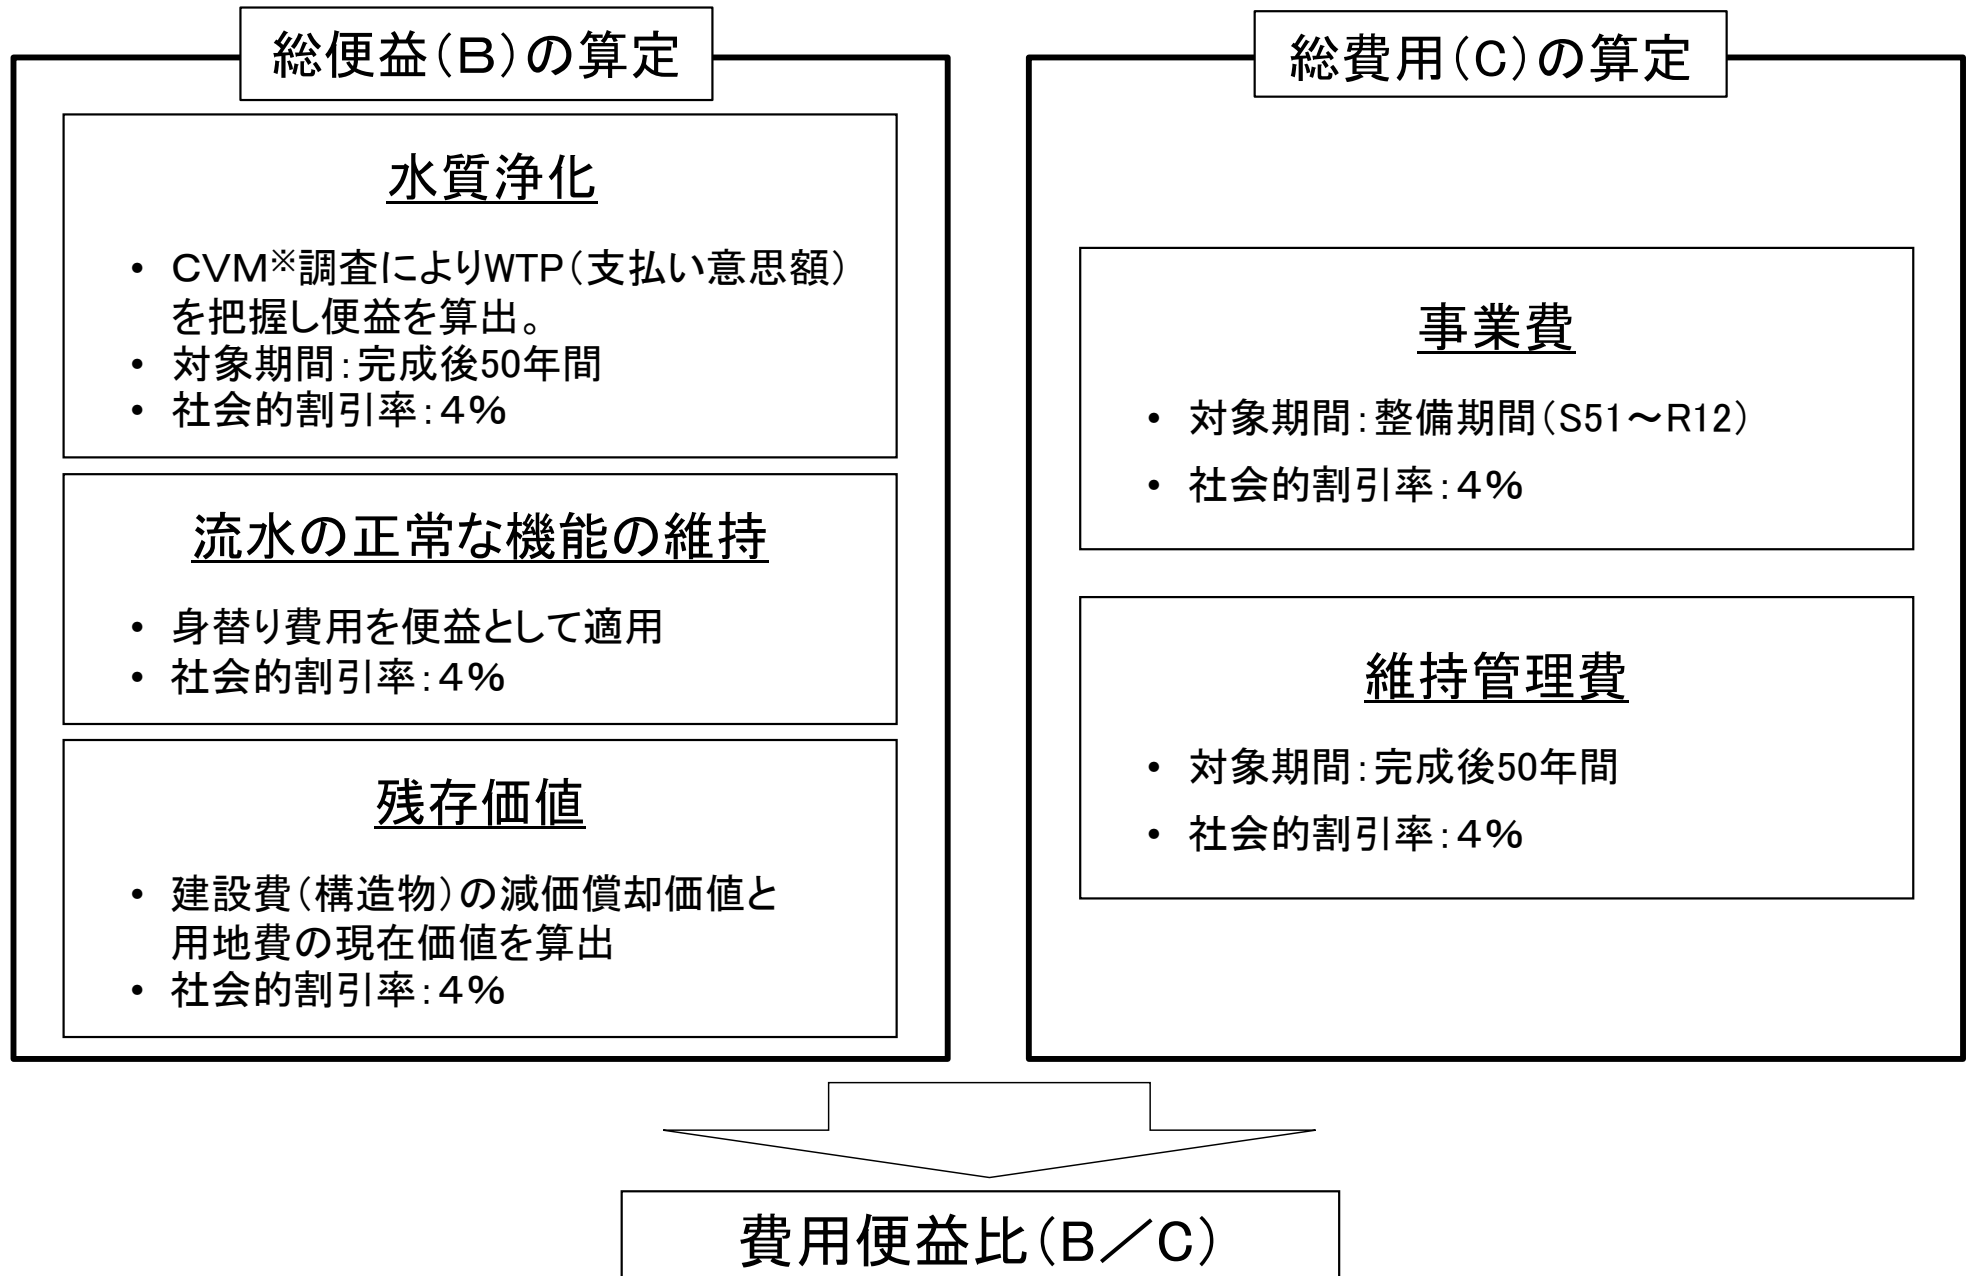 総便益（B）の算定
水質浄化
• CVM※調査によりWTP（支払い意思額）
を把握し便益を算出。
• 対象期間：完成後50年間
• 社会的割引率：４％
流水の正常な機能の維持
• 身替り費用を便益として適用
• 社会的割引率：４％
残存価値
• 建設費（構造物）の減価償却価値と
用地費の現在価値を算出
• 社会的割引率：４％
総費用（C）の算定
事業費
• 対象期間：整備期間（S51～R12）
• 社会的割引率：４％
維持管理費
• 対象期間：完成後50年間
• 社会的割引率：４％
費用便益比（B／C）